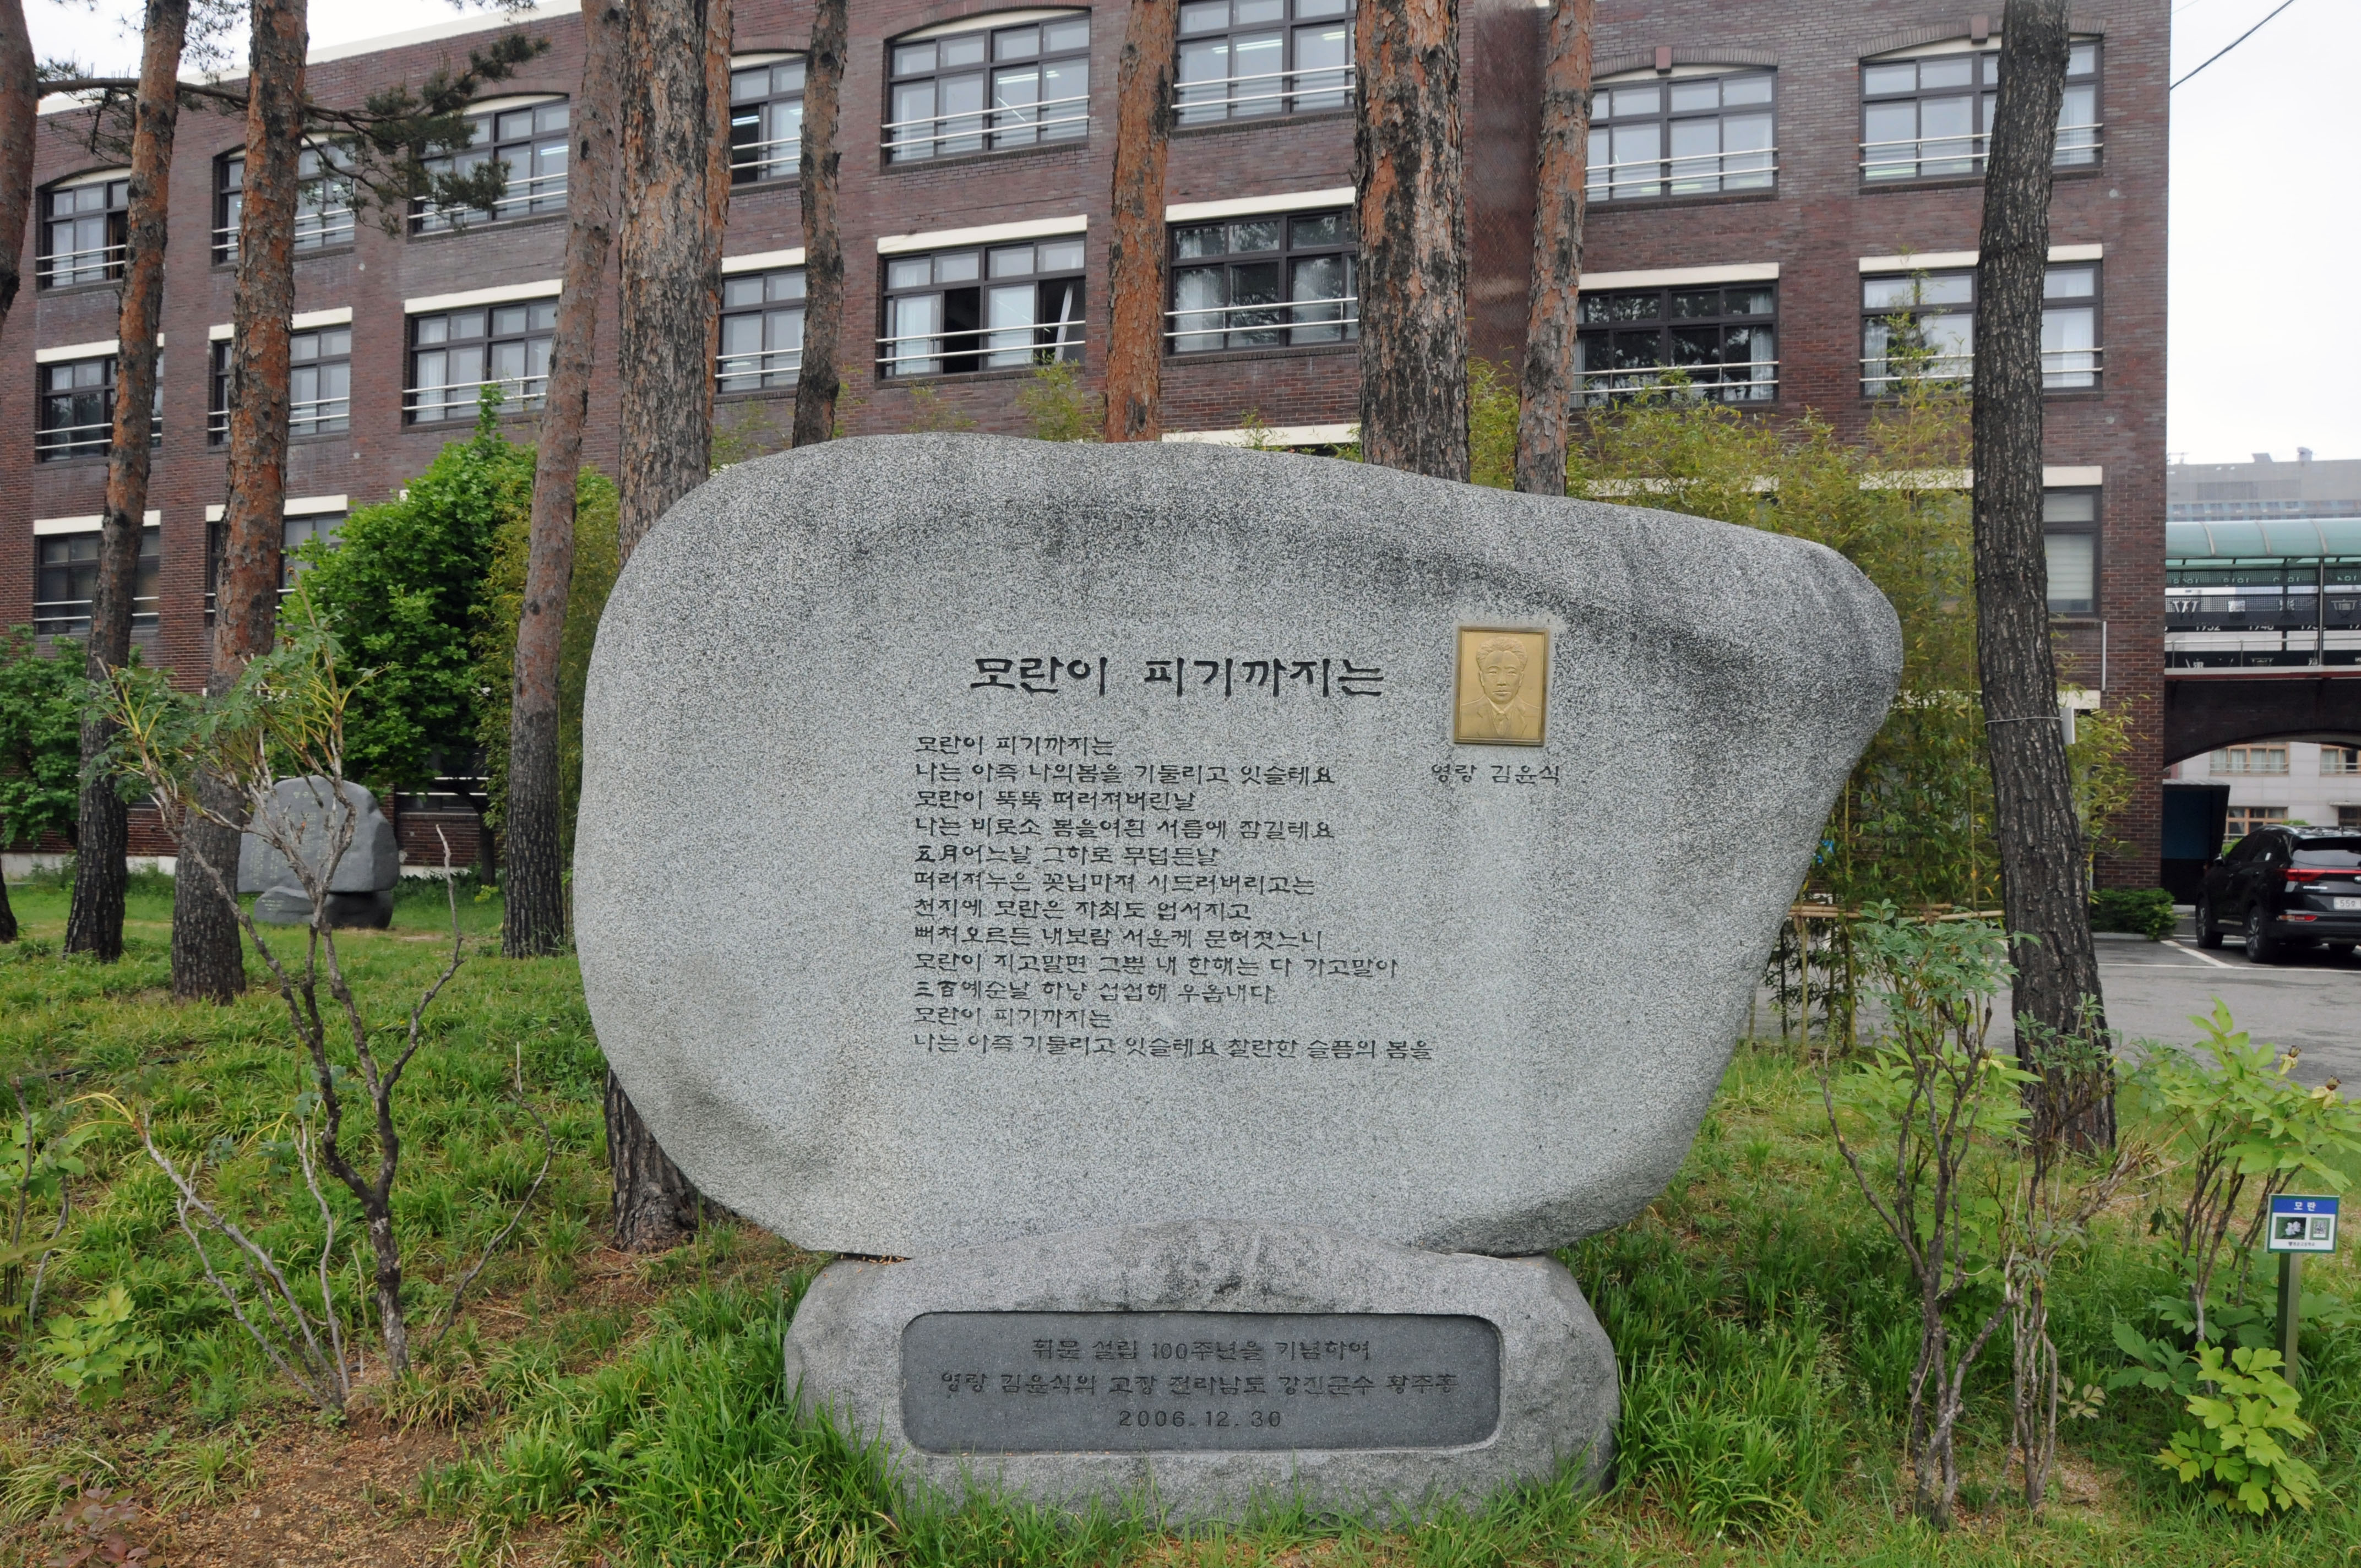 모란이 피기까지는
영랑 김윤식
모란이 피기까지는
나는 아즉 나의봄을 기둘리고 잇슬테요
모란이 뚝뚝 떠러져버린날
나는 비로소 봄을여흰 서름에 잠길테요
五月어느날 그하로 무덥든날
떠러져누은 꽃닙마져 시드러버리고는
천지에 모란은 자최도 업서지고
뻐쳐오르든 내보람 서운케 문허졋느니
모란이 지고말면 그뿐 내 한해는 다 가고말아
三百예순날 하냥 섭섭해 우옵내다
모란이 피기까지는
나는 아즉 기둘리고 잇슬테요 찰란한 슬픔의 봄을
휘문 설립 100주년을 기념하여
영랑 김윤식의 고장 전라남도 강진군수 황주홍
2006.12.30
모란